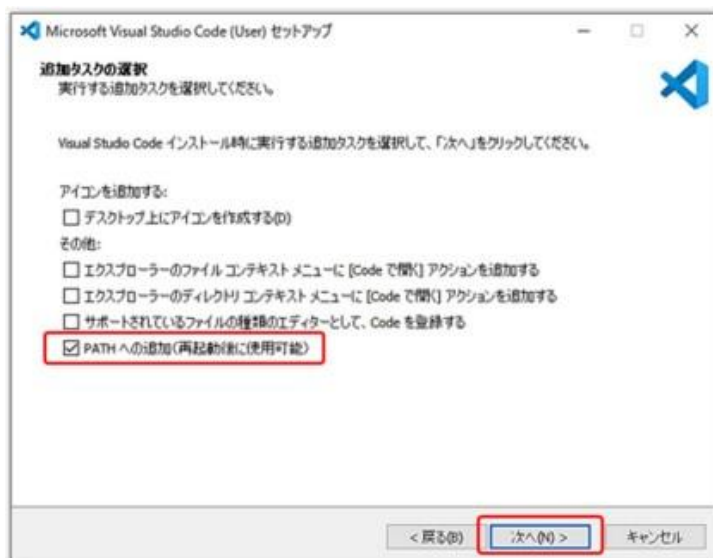 Microsoft Visual Studio Code (User) セットアップ
追加タスクの選択
実行する追加タスクを選択してください。
Visual Studio Code インストール時に実行する追加タスクを選択して、「次へ」をクリックしてください。
アイコンを追加する:
デスクトップ上にアイコンを作成する(D)
その他:
エクスプローラーのファイル コンテキスト メニューに [Code で開く] アクションを追加する
エクスプローラーのディレクトリ コンテキスト メニューに [Code で開く] アクションを追加する
サポートされているファイルの種類のエディターとして、Code を登録する
PATH への追加(再起動後に使用可能)
< 戻る(B) 次へ(N) > キャンセル